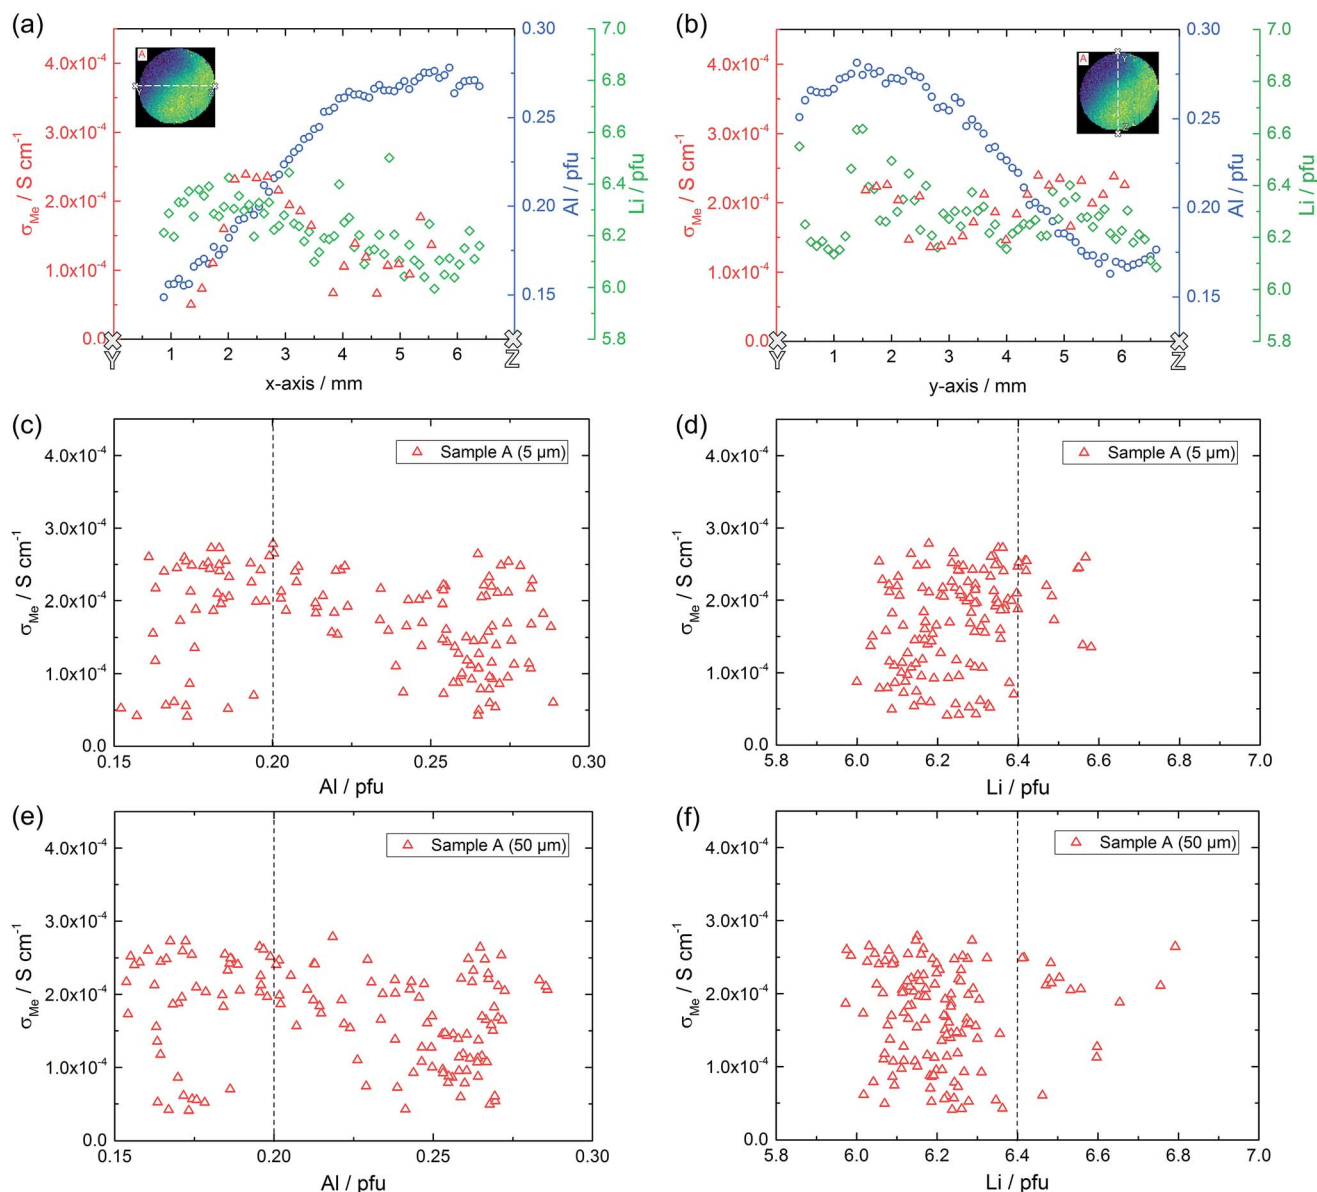 (a)
A
Y
4.0x10⁻⁴
3.0x10⁻⁴
2.0x10⁻⁴
1.0x10⁻⁴
0.0
σMe / S cm⁻¹
0.30
0.25
0.20
0.15
Al / pfu
7.0
6.8
6.6
6.4
6.2
6.0
5.8
Li / pfu
Y 1 2 3 4 5 6 Z
x-axis / mm
(b)
A
Y
4.0x10⁻⁴
3.0x10⁻⁴
2.0x10⁻⁴
1.0x10⁻⁴
0.0
σMe / S cm⁻¹
0.30
0.25
0.20
0.15
Al / pfu
7.0
6.8
6.6
6.4
6.2
6.0
5.8
Li / pfu
Y 1 2 3 4 5 6 Z
y-axis / mm
(c)
Sample A (5 µm)
4.0x10⁻⁴
3.0x10⁻⁴
2.0x10⁻⁴
1.0x10⁻⁴
0.0
σMe / S cm⁻¹
0.15 0.20 0.25 0.30
Al / pfu
(d)
Sample A (5 µm)
4.0x10⁻⁴
3.0x10⁻⁴
2.0x10⁻⁴
1.0x10⁻⁴
0.0
σMe / S cm⁻¹
5.8 6.0 6.2 6.4 6.6 6.8 7.0
Li / pfu
(e)
Sample A (50 µm)
4.0x10⁻⁴
3.0x10⁻⁴
2.0x10⁻⁴
1.0x10⁻⁴
0.0
σMe / S cm⁻¹
0.15 0.20 0.25 0.30
Al / pfu
(f)
Sample A (50 µm)
4.0x10⁻⁴
3.0x10⁻⁴
2.0x10⁻⁴
1.0x10⁻⁴
0.0
σMe / S cm⁻¹
5.8 6.0 6.2 6.4 6.6 6.8 7.0
Li / pfu